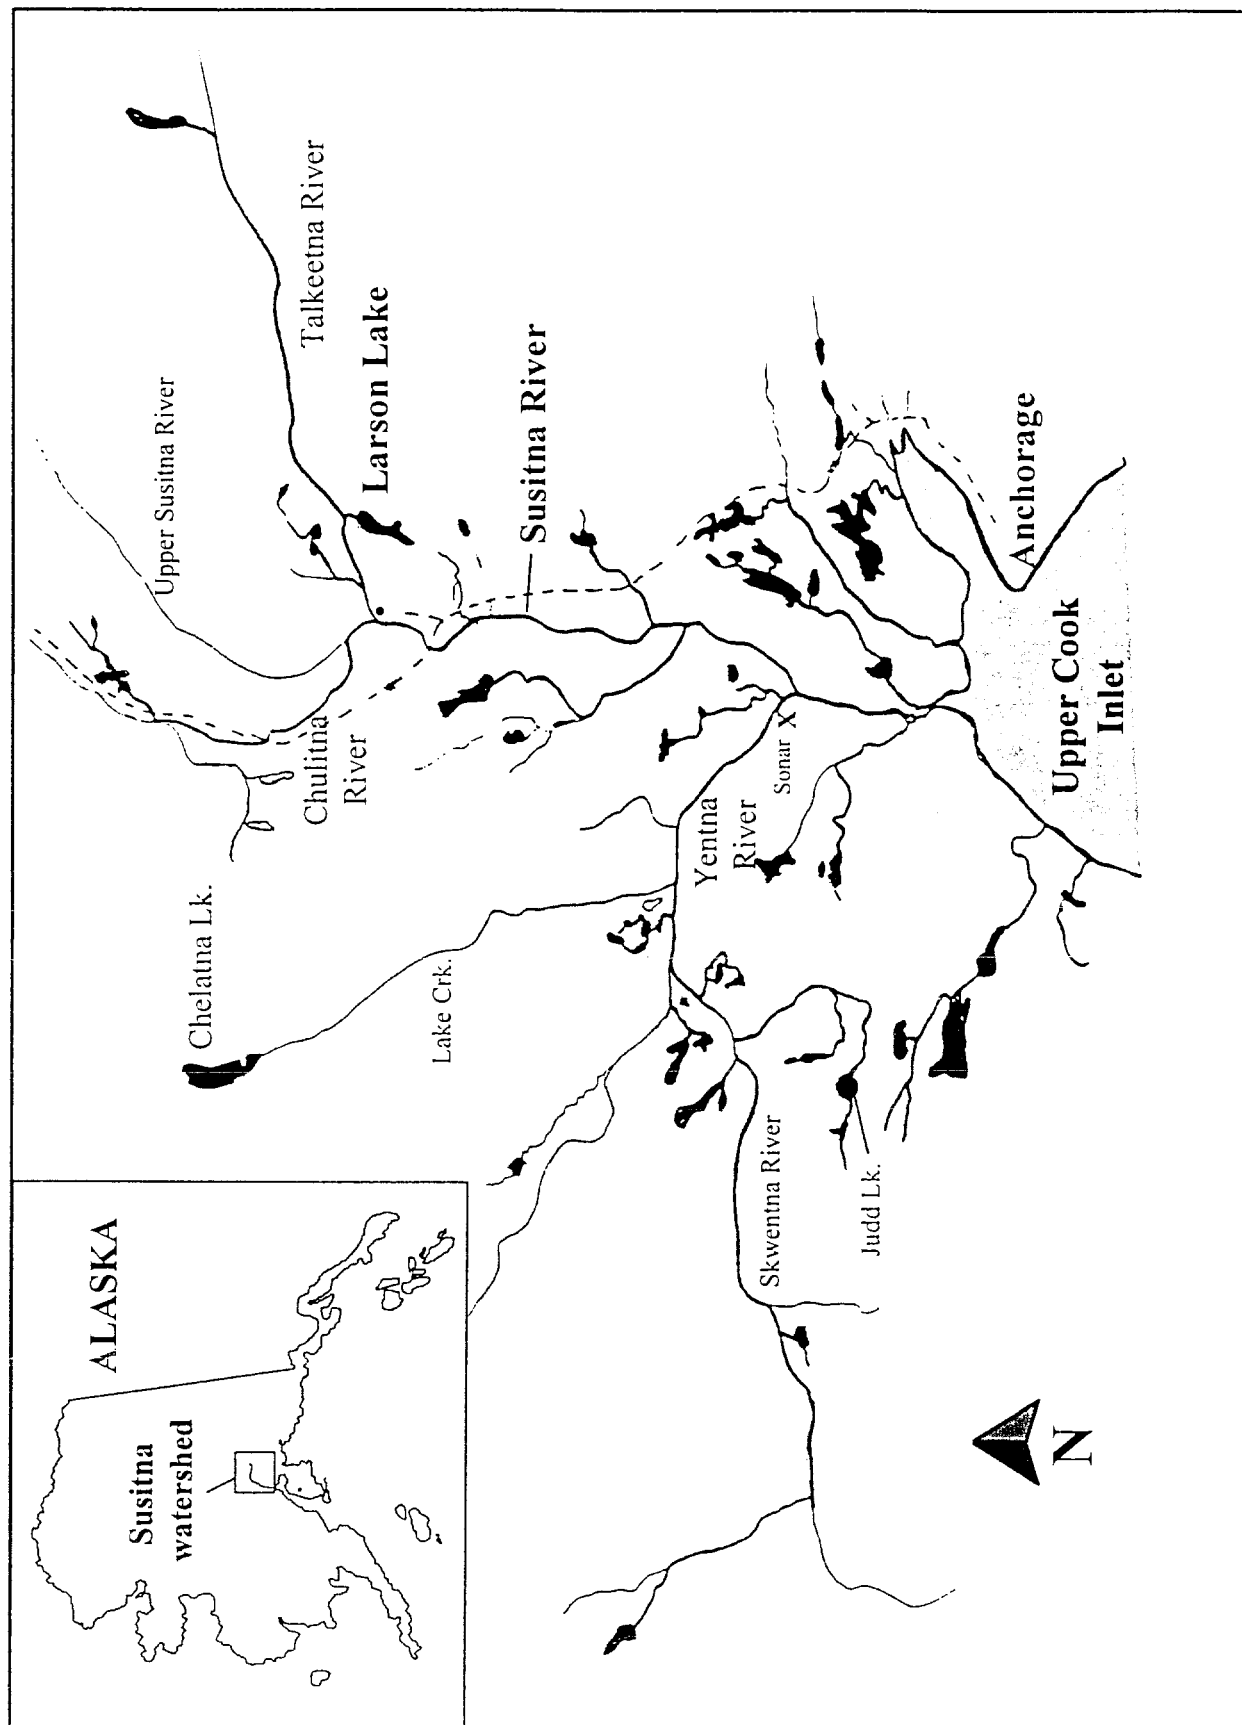 ALASKA
Susitna
watershed
Chelatna Lk.
Lake Crk.
Upper Susitna River
Talkeetna River
Chulitna
River
Larson Lake
Susitna River
Yentna
River
Sonar X
Skwentna River
Judd Lk.
Anchorage
Upper Cook
Inlet
N